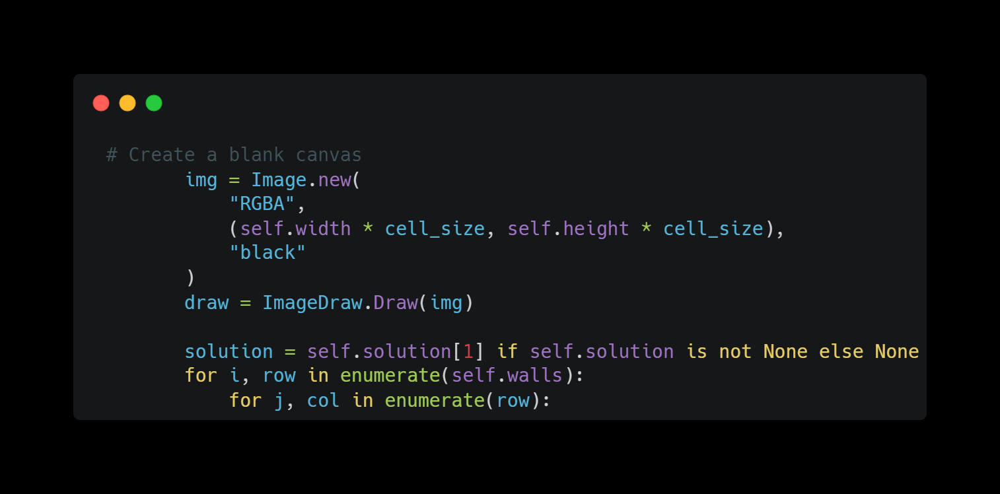 # Create a blank canvas
img = Image.new(
"RGBA",
(self.width * cell_size, self.height * cell_size),
"black"
)
draw = ImageDraw.Draw(img)
solution = self.solution[1] if self.solution is not None else None
for i, row in enumerate(self.walls):
for j, col in enumerate(row):